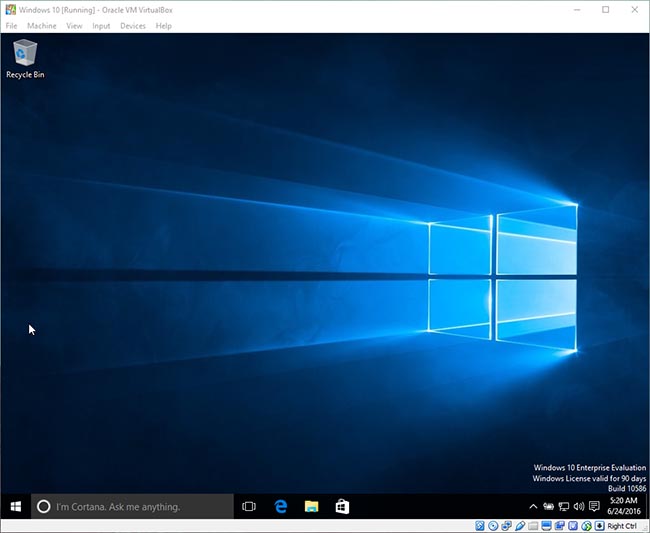 Windows 10 [Running] - Oracle VM VirtualBox
File Machine View Input Devices Help
Recycle Bin
Windows 10 Enterprise Evaluation
Windows License valid for 90 days
Build 10586
I'm Cortana. Ask me anything.
5:20 AM
6/24/2016
Right Ctrl